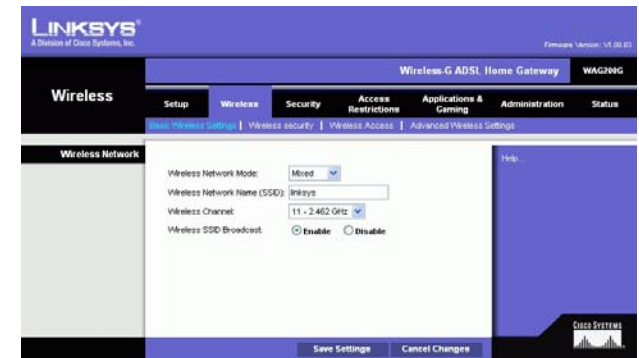 LINKSYS®
A Division of Cisco Systems, Inc.
Firmware Version: V1.00.03
Wireless-G ADSL Home Gateway WAG200G
Wireless
Setup Wireless Security Access Restrictions Applications & Gaming Administration Status
Basic Wireless Settings | Wireless security | Wireless Access | Advanced Wireless Settings
Wireless Network
Help...
Wireless Network Mode: Mixed
Wireless Network Name (SSID): linksys
Wireless Channel: 11 - 2.462 GHz
Wireless SSID Broadcast: Enable Disable
Save Settings Cancel Changes
CISCO SYSTEMS